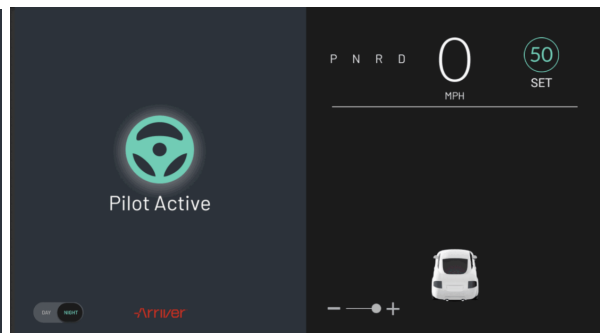 P N R D
0
MPH
50
SET
Pilot Active
DAY
NIGHT
Arriver